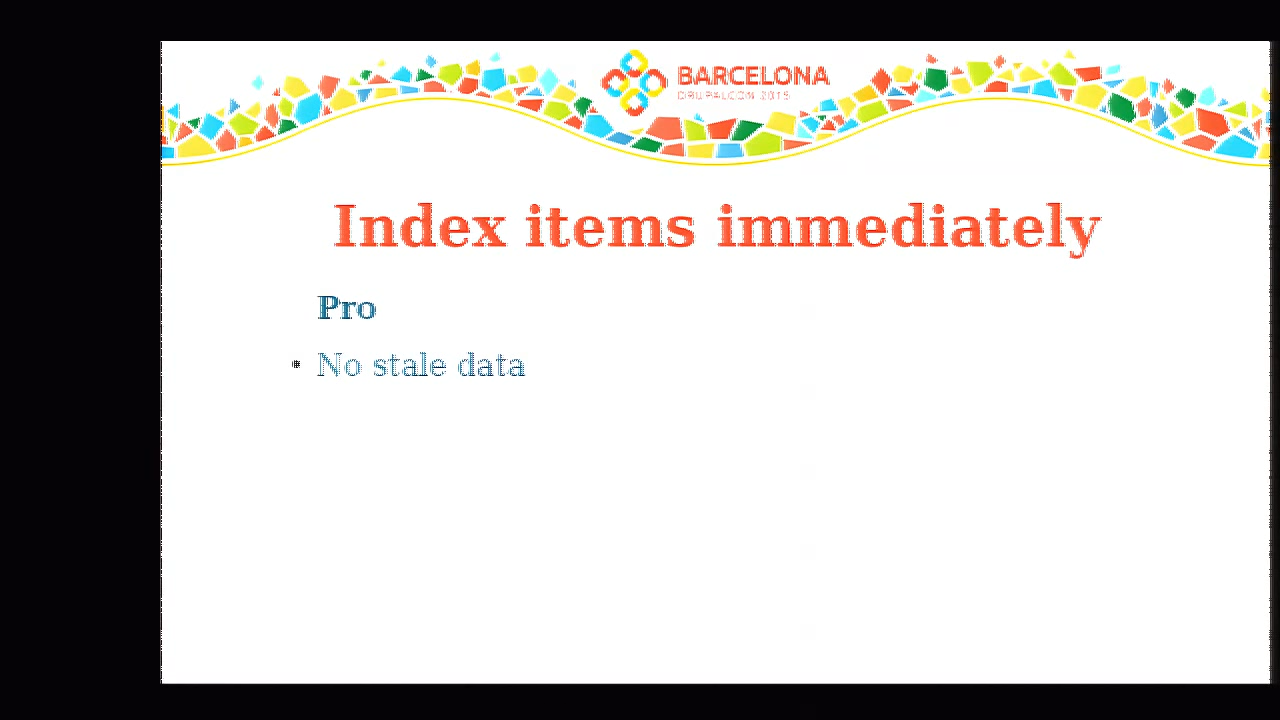 BARCELONA
DRUPALCON 2015
Index items immediately
Pro
• No stale data